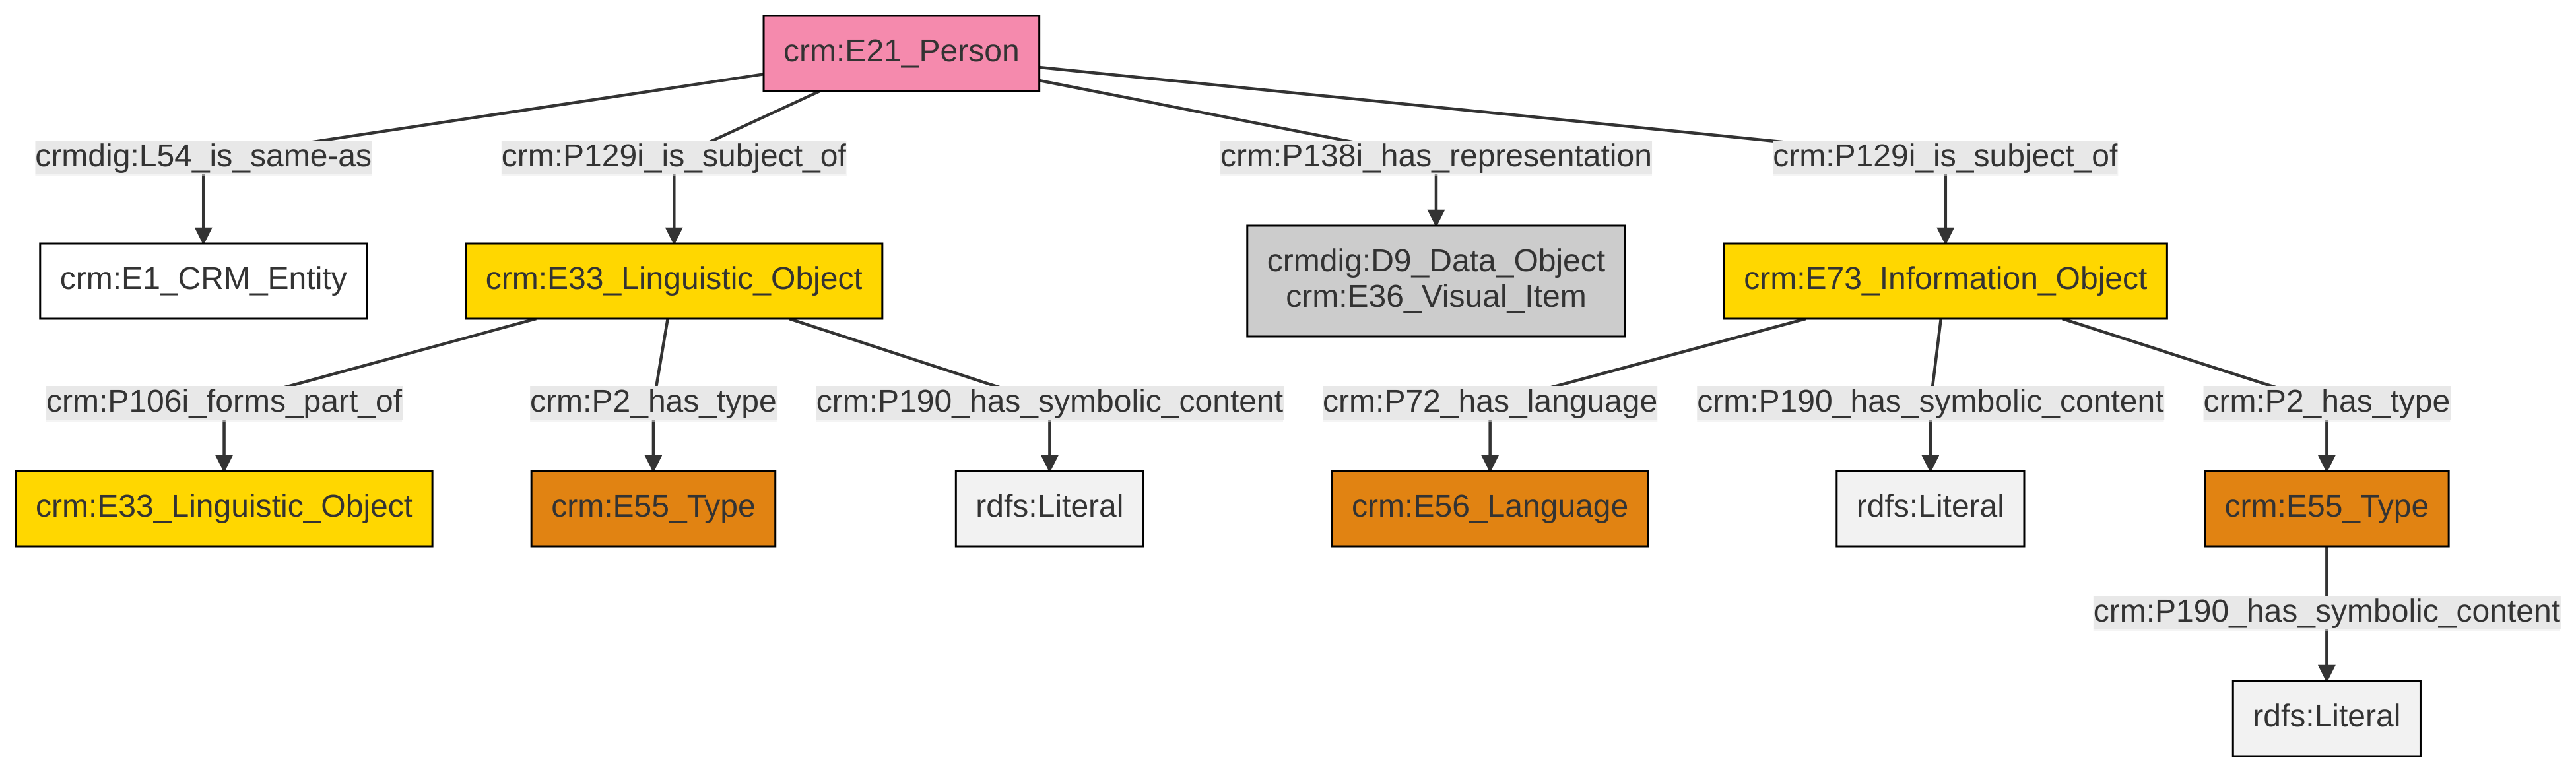 crm:E21_Person
crmdig:L54_is_same-as
crm:P129i_is_subject_of
crm:P138i_has_representation
crm:P129i_is_subject_of
crm:E1_CRM_Entity
crm:E33_Linguistic_Object
crmdig:D9_Data_Object
crm:E36_Visual_Item
crm:E73_Information_Object
crm:P106i_forms_part_of
crm:P2_has_type
crm:P190_has_symbolic_content
crm:P72_has_language
crm:P190_has_symbolic_content
crm:P2_has_type
crm:E33_Linguistic_Object
crm:E55_Type
rdfs:Literal
crm:E56_Language
rdfs:Literal
crm:E55_Type
crm:P190_has_symbolic_content
rdfs:Literal